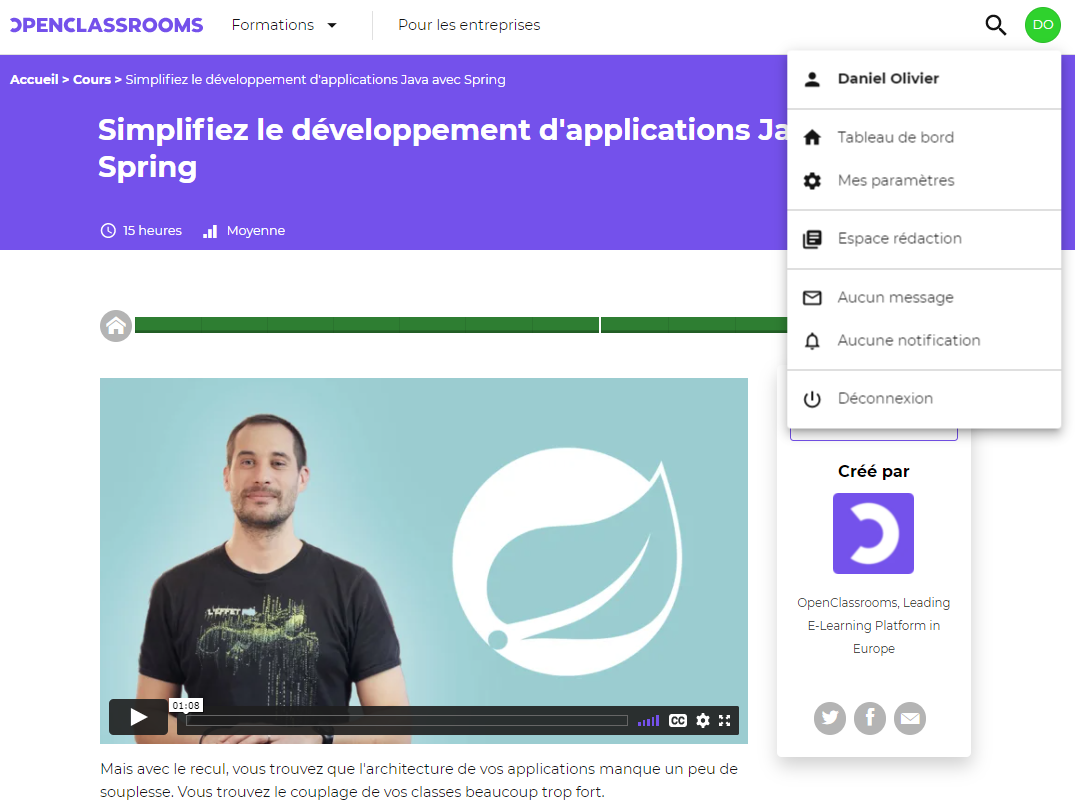 OPENCLASSROOMS Formations Pour les entreprises DO
Accueil > Cours > Simplifiez le développement d'applications Java avec Spring
Simplifiez le développement d'applications
Spring
15 heures Moyenne
Daniel Olivier
Tableau de bord
Mes paramètres
Espace rédaction
Aucun message
Aucune notification
Déconnexion
L'EFFET
01:08
CC
Créé par
OpenClassrooms, Leading
E-Learning Platform in
Europe
Mais avec le recul, vous trouvez que l'architecture de vos applications manque un peu de
souplesse. Vous trouvez le couplage de vos classes beaucoup trop fort.